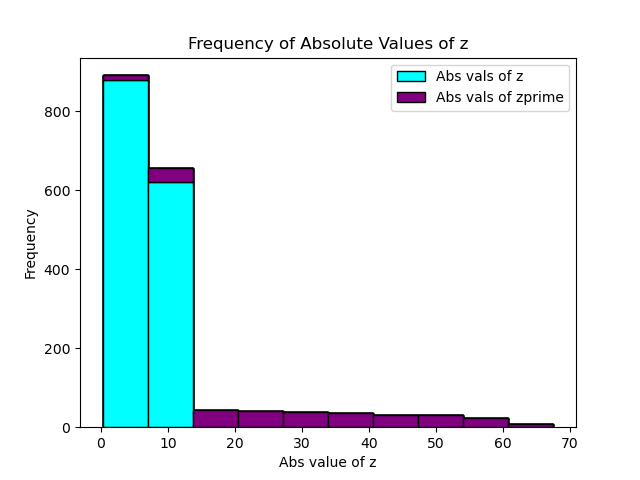 Frequency of Absolute Values of z
Abs vals of z
Abs vals of zprime
Frequency
800
600
400
200
0
0 10 20 30 40 50 60 70
Abs value of z